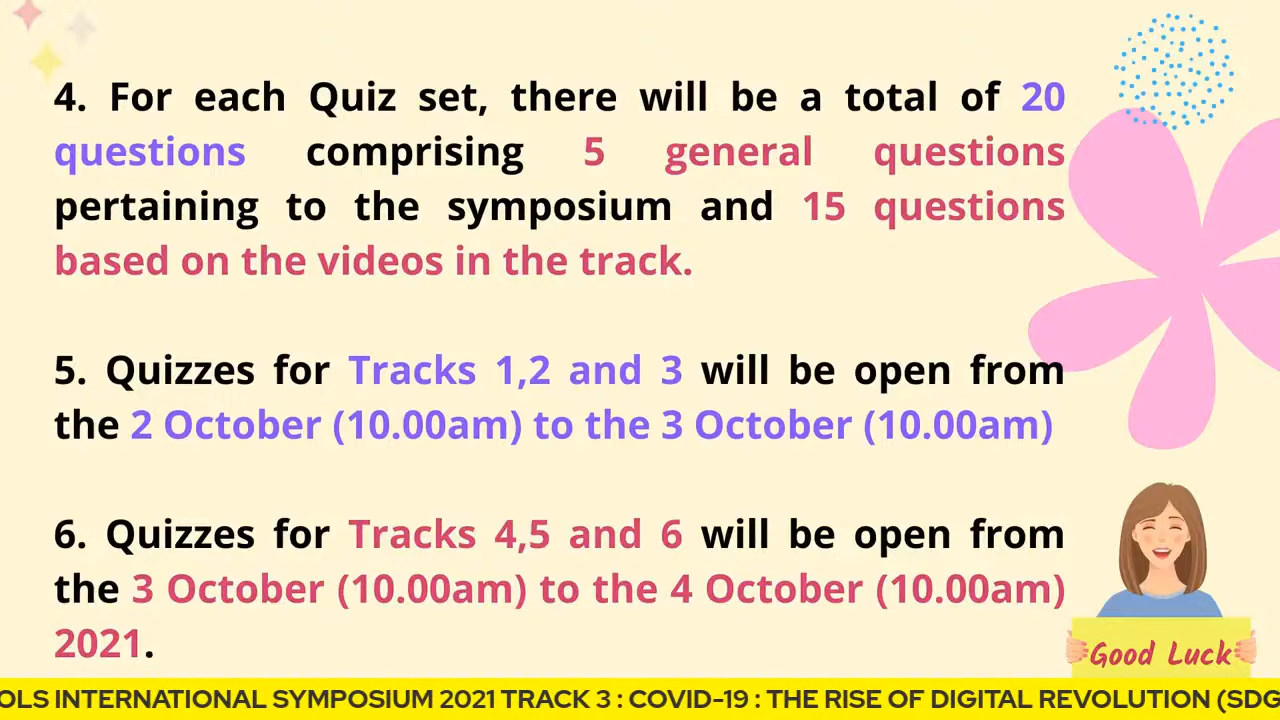 4. For each Quiz set, there will be a total of 20
questions comprising 5 general questions
pertaining to the symposium and 15 questions
based on the videos in the track.
5. Quizzes for Tracks 1,2 and 3 will be open from
the 2 October (10.00am) to the 3 October (10.00am)
6. Quizzes for Tracks 4,5 and 6 will be open from
the 3 October (10.00am) to the 4 October (10.00am)
2021.
Good Luck
OLS INTERNATIONAL SYMPOSIUM 2021 TRACK 3 : COVID-19 : THE RISE OF DIGITAL REVOLUTION (SDG